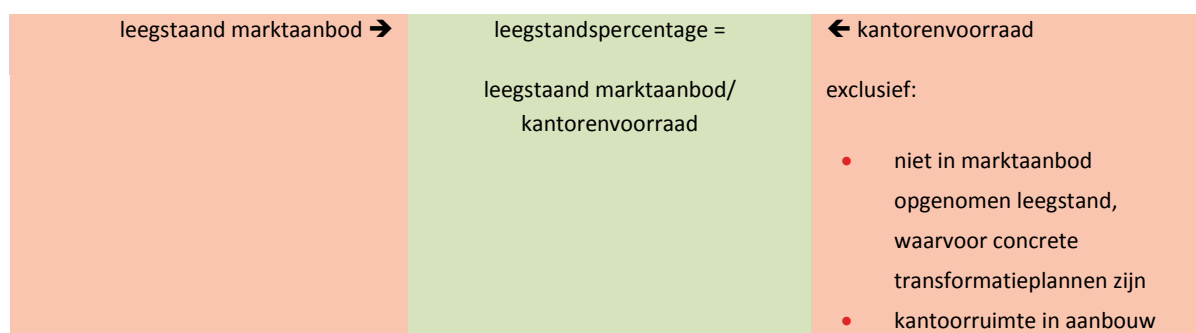 leegstaand marktaanbod ➔
leegstandspercentage =
leegstaand marktaanbod/
kantorenvoorraad
🡸 kantorenvoorraad
exclusief:
• niet in marktaanbod
opgenomen leegstand,
waarvoor concrete
transformatieplannen zijn
• kantoorruimte in aanbouw